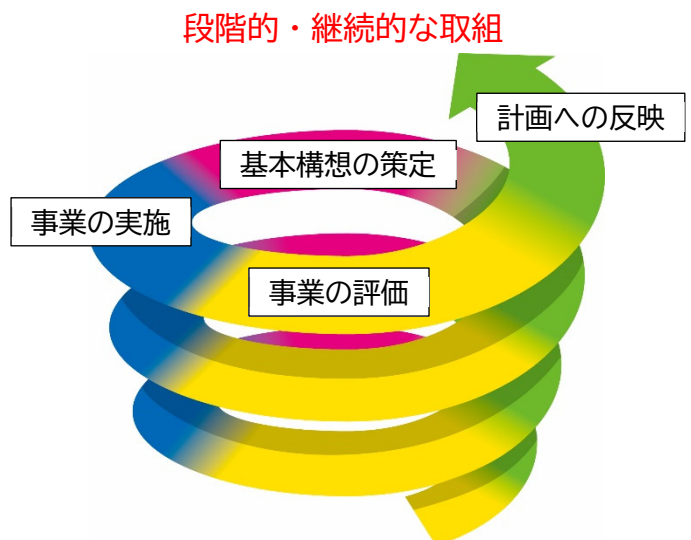 段階的・継続的な取組
計画への反映
基本構想の策定
事業の実施
事業の評価